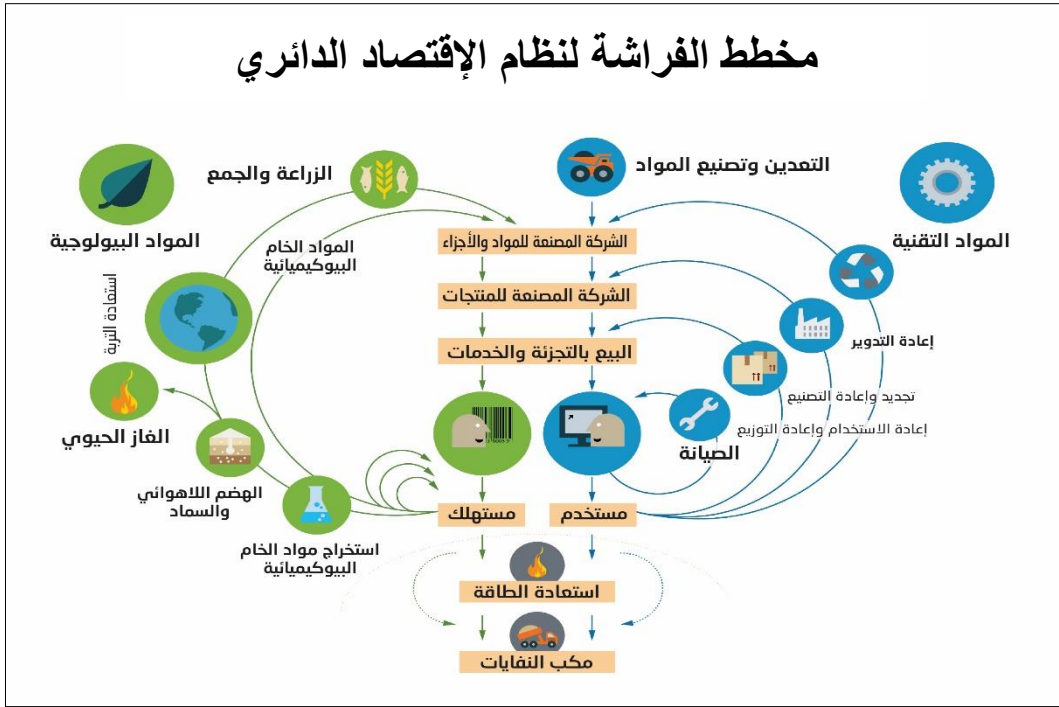 مخطط الفراشة لنظام الإقتصاد الدائري
المواد التقنية
التعدين وتصنيع المواد
الزراعة والجمع
المواد البيولوجية
المواد الخام
البيوكيميائية
استعادة التربة
الشركة المصنعة للمواد والأجزاء
الشركة المصنعة للمنتجات
البيع بالتجزئة والخدمات
إعادة التدوير
تجديد وإعادة التصنيع
إعادة الاستخدام وإعادة التوزيع
الصيانة
الغاز الحيوي
الهضم اللاهوائي
والسماد
استخراج مواد الخام
البيوكيميائية
مستخدم
مستهلك
استعادة الطاقة
مكب النفايات